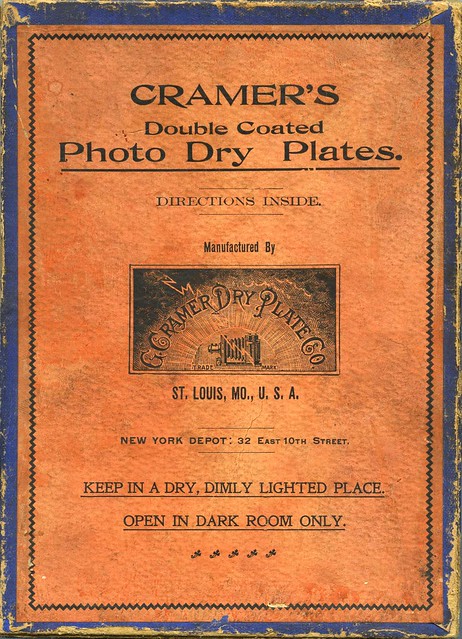 CRAMER'S
Double Coated
Photo Dry Plates.
DIRECTIONS INSIDE.
Manufactured By
G. CRAMER DRY PLATE CO
TRADE MARK
ST. LOUIS, MO., U. S. A.
NEW YORK DEPOT: 32 EAST 10TH STREET.
KEEP IN A DRY, DIMLY LIGHTED PLACE.
OPEN IN DARK ROOM ONLY.